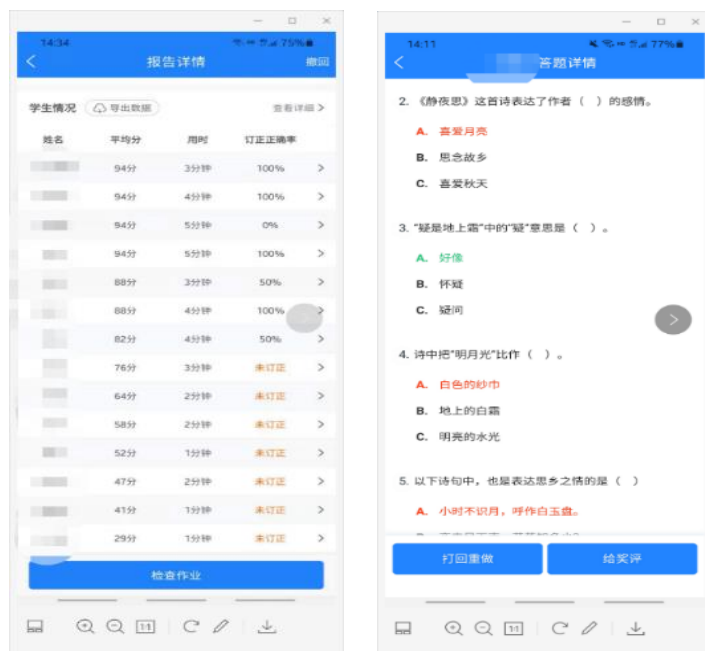 14:34
75%
报告详情
撤回
学生情况
导出数据
查看详细 >
姓名 平均分 用时 订正正确率
94分 3分钟 100% >
94分 4分钟 100% >
94分 5分钟 0% >
94分 5分钟 100% >
88分 3分钟 50% >
88分 4分钟 100% >
82分 4分钟 50% >
76分 3分钟 未订正 >
64分 2分钟 未订正 >
58分 2分钟 未订正 >
52分 1分钟 未订正 >
47分 2分钟 未订正 >
41分 1分钟 未订正 >
29分 1分钟 未订正 >
检查作业
1:1
14:11
77%
答题详情
2. 《静夜思》这首诗表达了作者（ ）的感情。
A. 喜爱月亮
B. 思念故乡
C. 喜爱秋天
3. “疑是地上霜”中的“疑”意思是（ ）。
A. 好像
B. 怀疑
C. 疑问
4. 诗中把“明月光”比作（ ）。
A. 白色的纱巾
B. 地上的白霜
C. 明亮的水光
5. 以下诗句中，也是表达思乡之情的是（ ）
A. 小时不识月，呼作白玉盘。
打回重做
给奖评
1:1